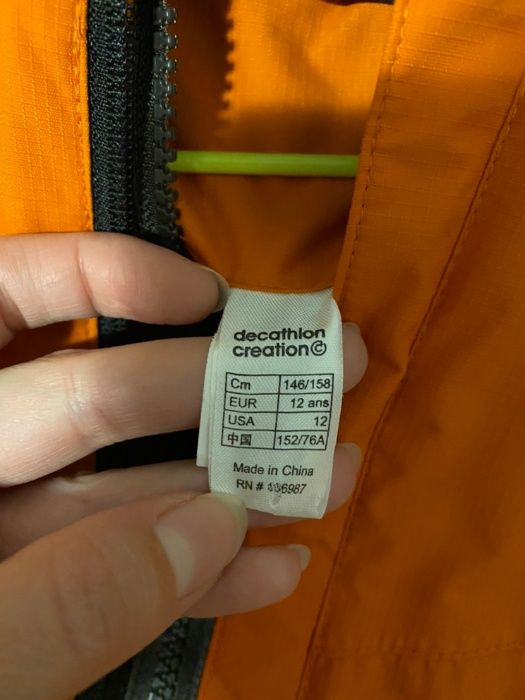 decathlon
creation©
Cm 146/158
EUR 12 ans
USA 12
中国 152/76A
Made in China
RN #